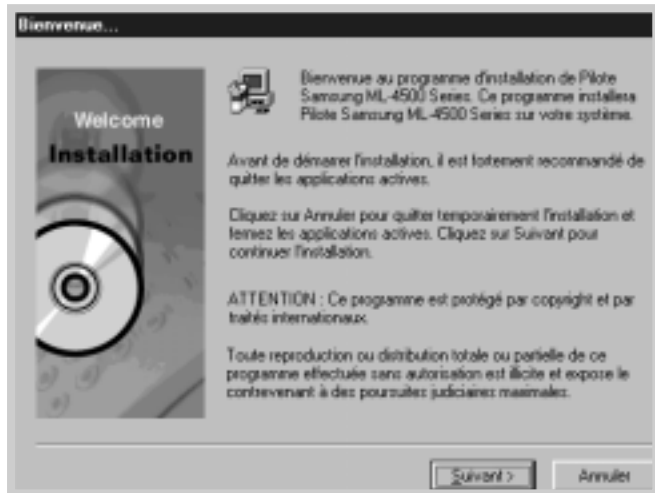 Bienvenue...
Welcome
Installation
Bienvenue au programme d'installation de Pilote
Samsung ML-4500 Series. Ce programme installera
Pilote Samsung ML-4500 Series sur votre système.
Avant de démarrer l'installation, il est fortement recommandé de
quitter les applications actives.
Cliquez sur Annuler pour quitter temporairement l'installation et
fermez les applications actives. Cliquez sur Suivant pour
continuer l'installation.
ATTENTION : Ce programme est protégé par copyright et par
traités internationaux.
Toute reproduction ou distribution totale ou partielle de ce
programme effectuée sans autorisation est illicite et expose le
contrevenant à des poursuites judiciaires maximales.
Suivant >
Annuler